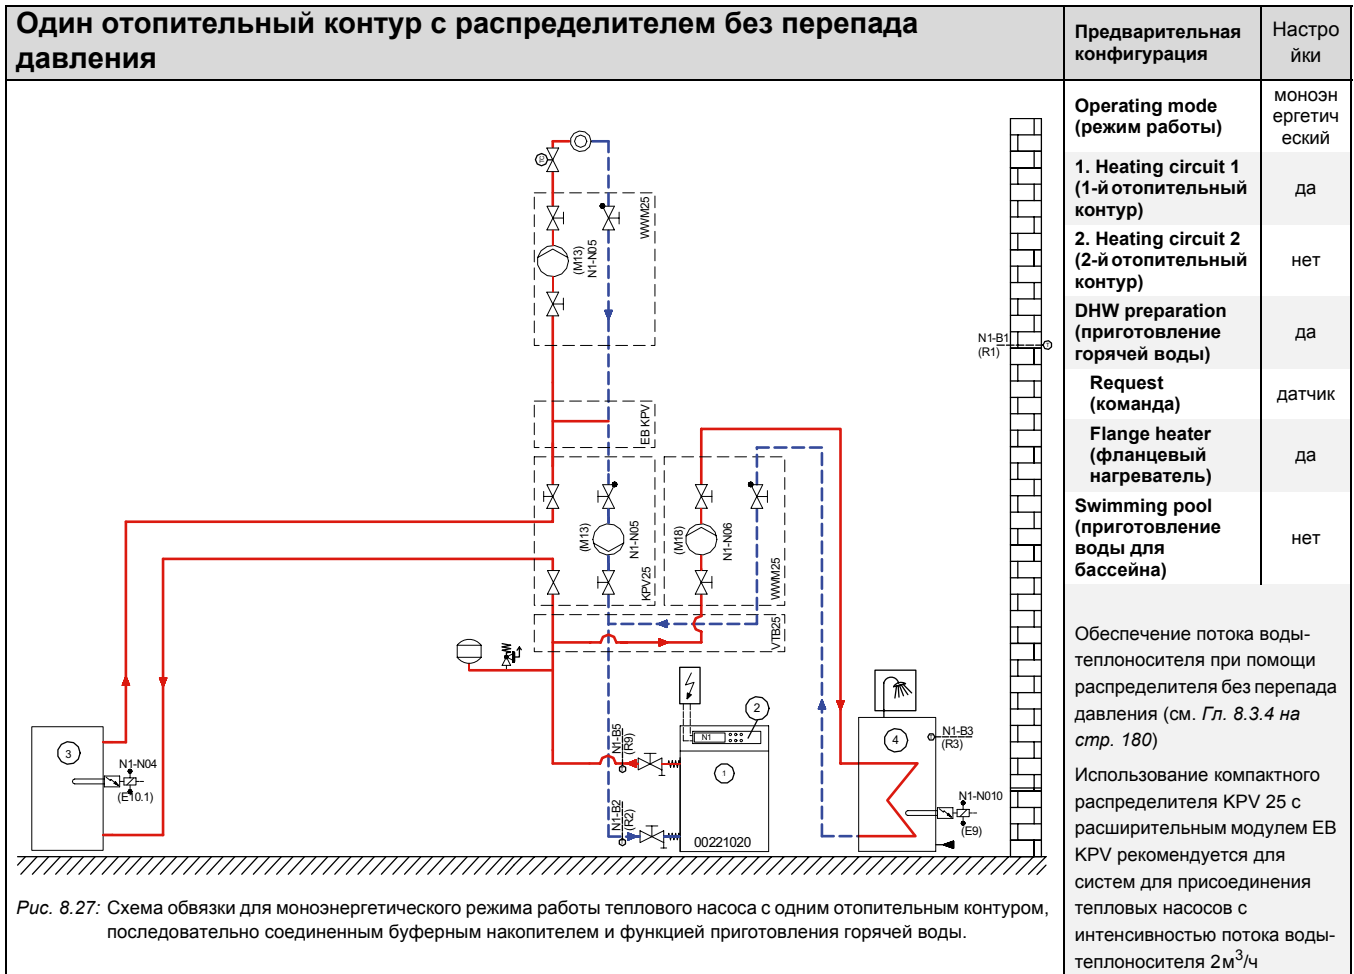 Один отопительный контур с распределителем без перепада
давления
Предварительная
конфигурация
Настро
йки
Operating mode
(режим работы)
моноэн
ергетич
еский
1. Heating circuit 1
(1-й отопительный
контур)
да
2. Heating circuit 2
(2-й отопительный
контур)
нет
DHW preparation
(приготовление
горячей воды)
да
Request
(команда)
датчик
Flange heater
(фланцевый
нагреватель)
да
Swimming pool
(приготовление
воды для
бассейна)
нет
Обеспечение потока воды-
теплоносителя при помощи
распределителя без перепада
давления (см. Гл. 8.3.4 на
стр. 180)
Использование компактного
распределителя KPV 25 с
расширительным модулем EB
KPV рекомендуется для
систем для присоединения
тепловых насосов с
интенсивностью потока воды-
теплоносителя 2м³/ч
WWM25
(M13)
N1-N05
N1-B1
(R1)
T
EB KPV
(M13)
N1-N05
KPV25
(M18)
N1-N06
WWM25
VTB25
2
N1
1
00221020
N1-B5
(R9)
N1-B2
(R2)
3
N1-N04
(E10.1)
4
N1-B3
(R3)
N1-N010
(E9)
Рис. 8.27: Схема обвязки для моноэнергетического режима работы теплового насоса с одним отопительным контуром,
последовательно соединенным буферным накопителем и функцией приготовления горячей воды.